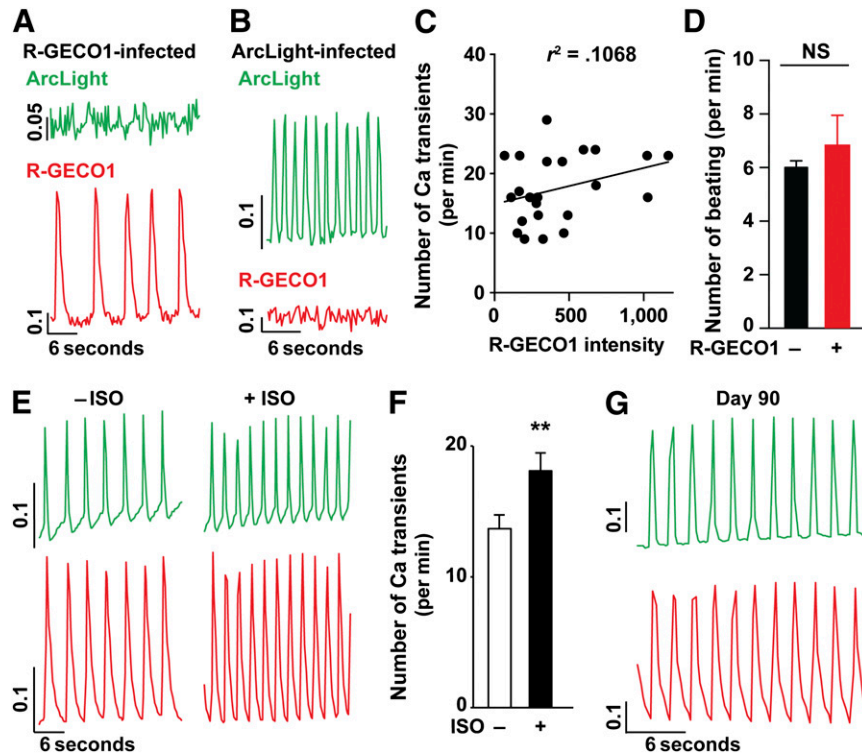 A
R-GECO1-infected
ArcLight
0.05
R-GECO1
0.1
6 seconds
B
ArcLight-infected
ArcLight
0.1
R-GECO1
0.1
6 seconds
C
r² = .1068
Number of Ca transients
(per min)
40
30
20
10
0
0
500
1,000
R-GECO1 intensity
D
NS
Number of beating (per min)
10
8
6
4
2
0
R-GECO1 – +
E
– ISO
+ ISO
0.1
0.1
6 seconds
F
**
Number of Ca transients
(per min)
20
10
0
ISO – +
G
Day 90
0.1
0.1
6 seconds